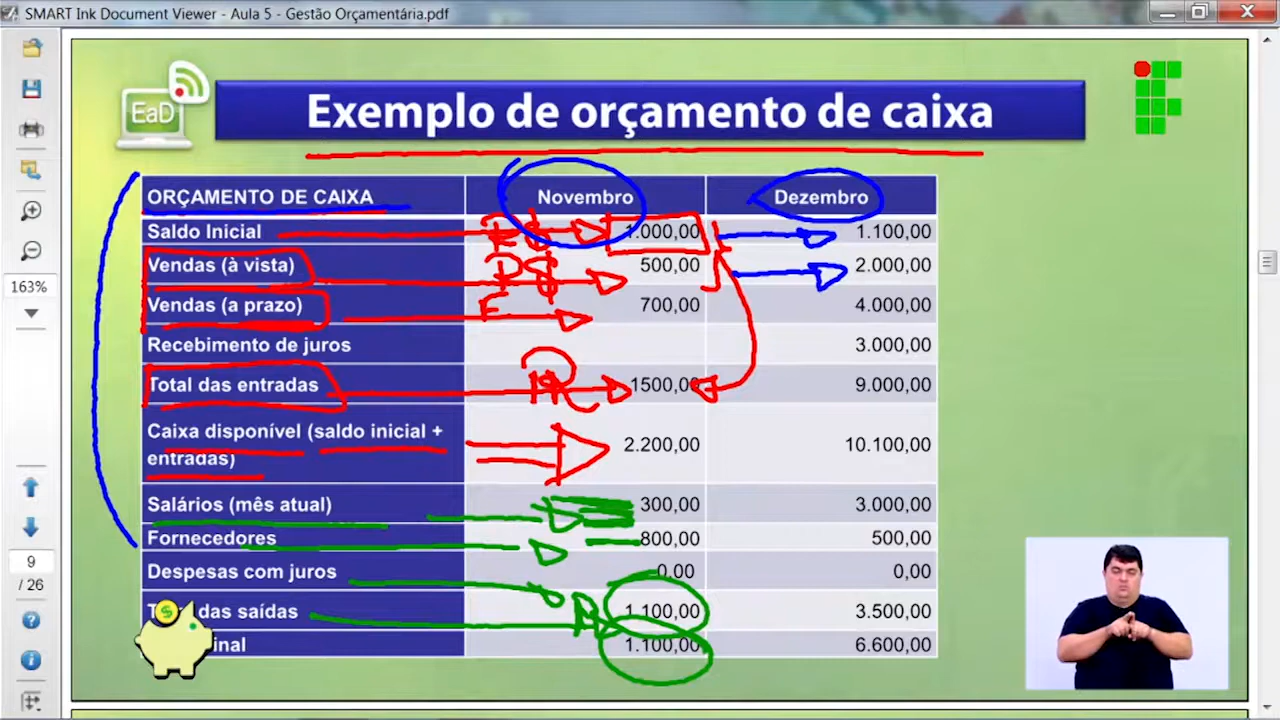 SMART Ink Document Viewer - Aula 5 - Gestão Orçamentária.pdf
EaD
Exemplo de orçamento de caixa
ORÇAMENTO DE CAIXA Novembro Dezembro
Saldo Inicial 1.000,00 1.100,00
Vendas (à vista) 500,00 2.000,00
Vendas (a prazo) 700,00 4.000,00
Recebimento de juros 3.000,00
Total das entradas 1500,00 9.000,00
Caixa disponível (saldo inicial +
entradas) 2.200,00 10.100,00
Salários (mês atual) 300,00 3.000,00
Fornecedores 800,00 500,00
Despesas com juros 0,00 0,00
das saídas 1.100,00 3.500,00
inal 1.100,00 6.600,00
163%
9
/ 26
$